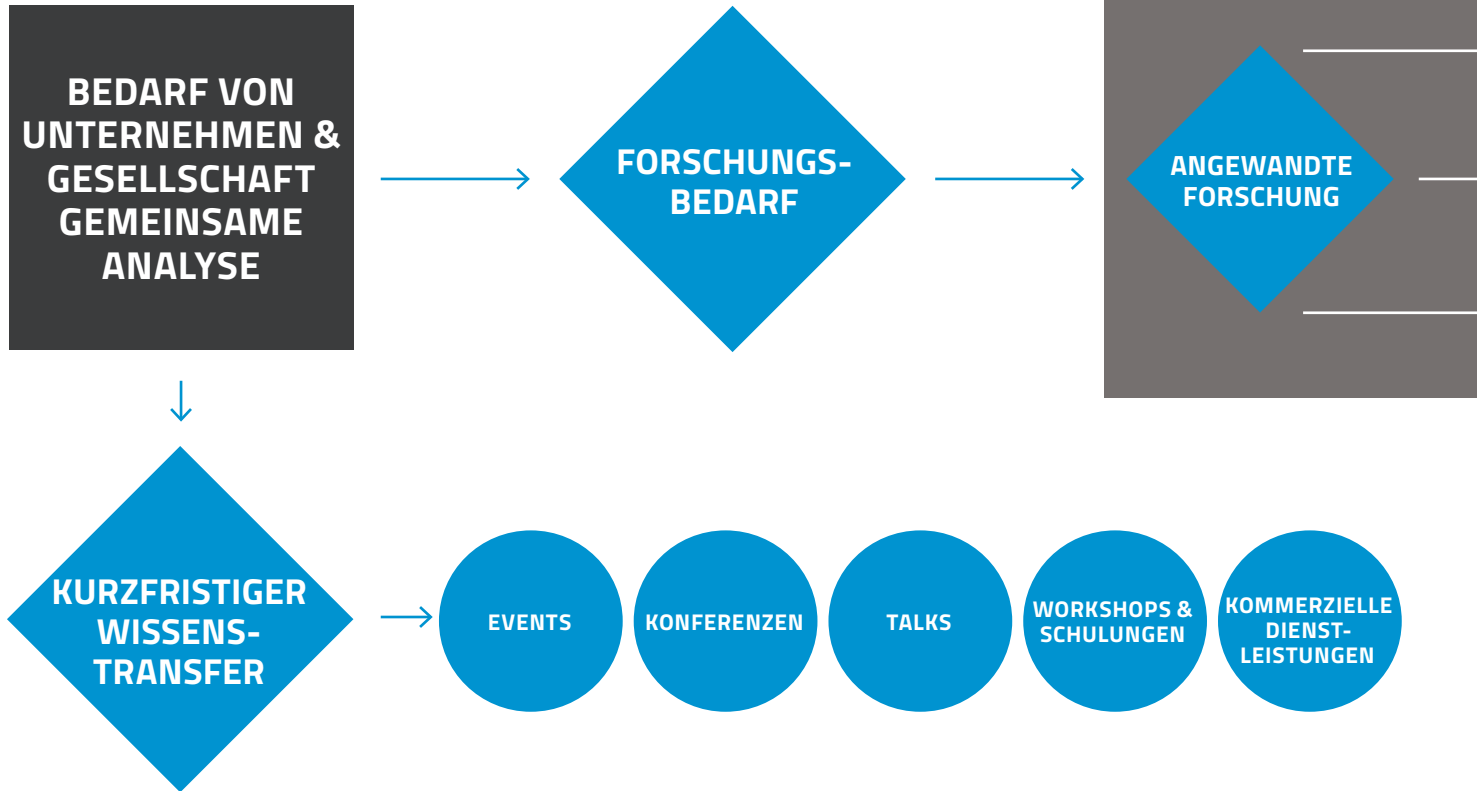 BEDARF VON
UNTERNEHMEN &
GESELLSCHAFT
GEMEINSAME
ANALYSE
FORSCHUNGS-
BEDARF
ANGEWANDTE
FORSCHUNG
KURZFRISTIGER
WISSENS-
TRANSFER
EVENTS
KONFERENZEN
TALKS
WORKSHOPS &
SCHULUNGEN
KOMMERZIELLE
DIENST-
LEISTUNGEN